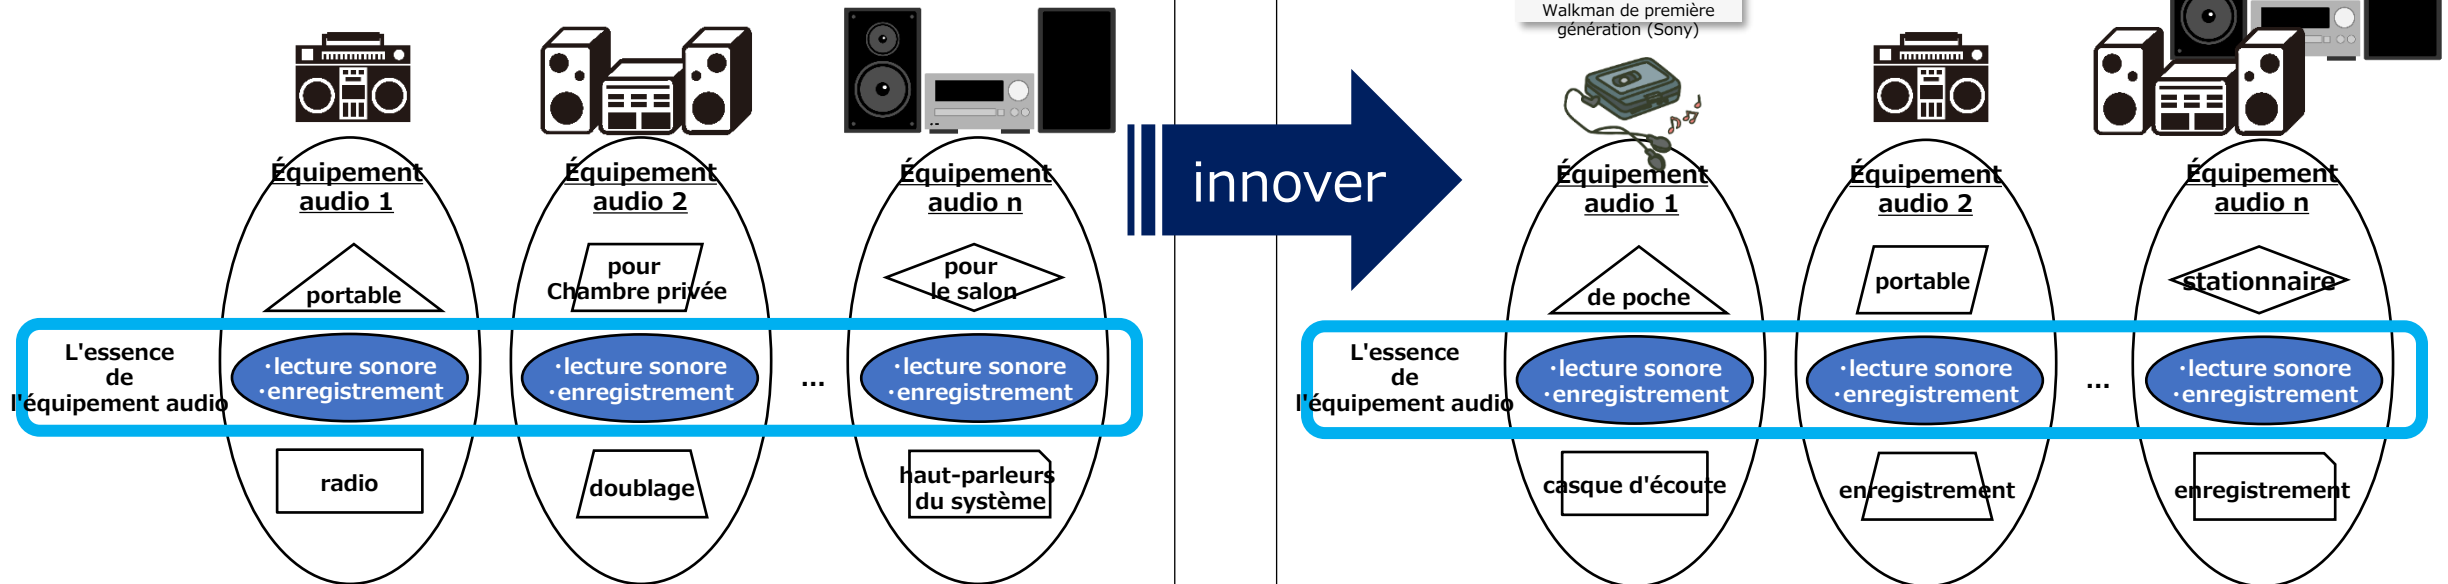 Équipement
audio 1
portable
·lecture sonore
·enregistrement
radio
Équipement
audio 2
pour
Chambre privée
·lecture sonore
·enregistrement
doublage
...
Équipement
audio n
pour
le salon
·lecture sonore
·enregistrement
haut-parleurs
du système
L'essence
de
l'équipement audio
innover
Walkman de première
génération (Sony)
Équipement
audio 1
de poche
·lecture sonore
·enregistrement
casque d'écoute
Équipement
audio 2
portable
·lecture sonore
·enregistrement
enregistrement
...
Équipement
audio n
stationnaire
·lecture sonore
·enregistrement
enregistrement
L'essence
de
l'équipement audio